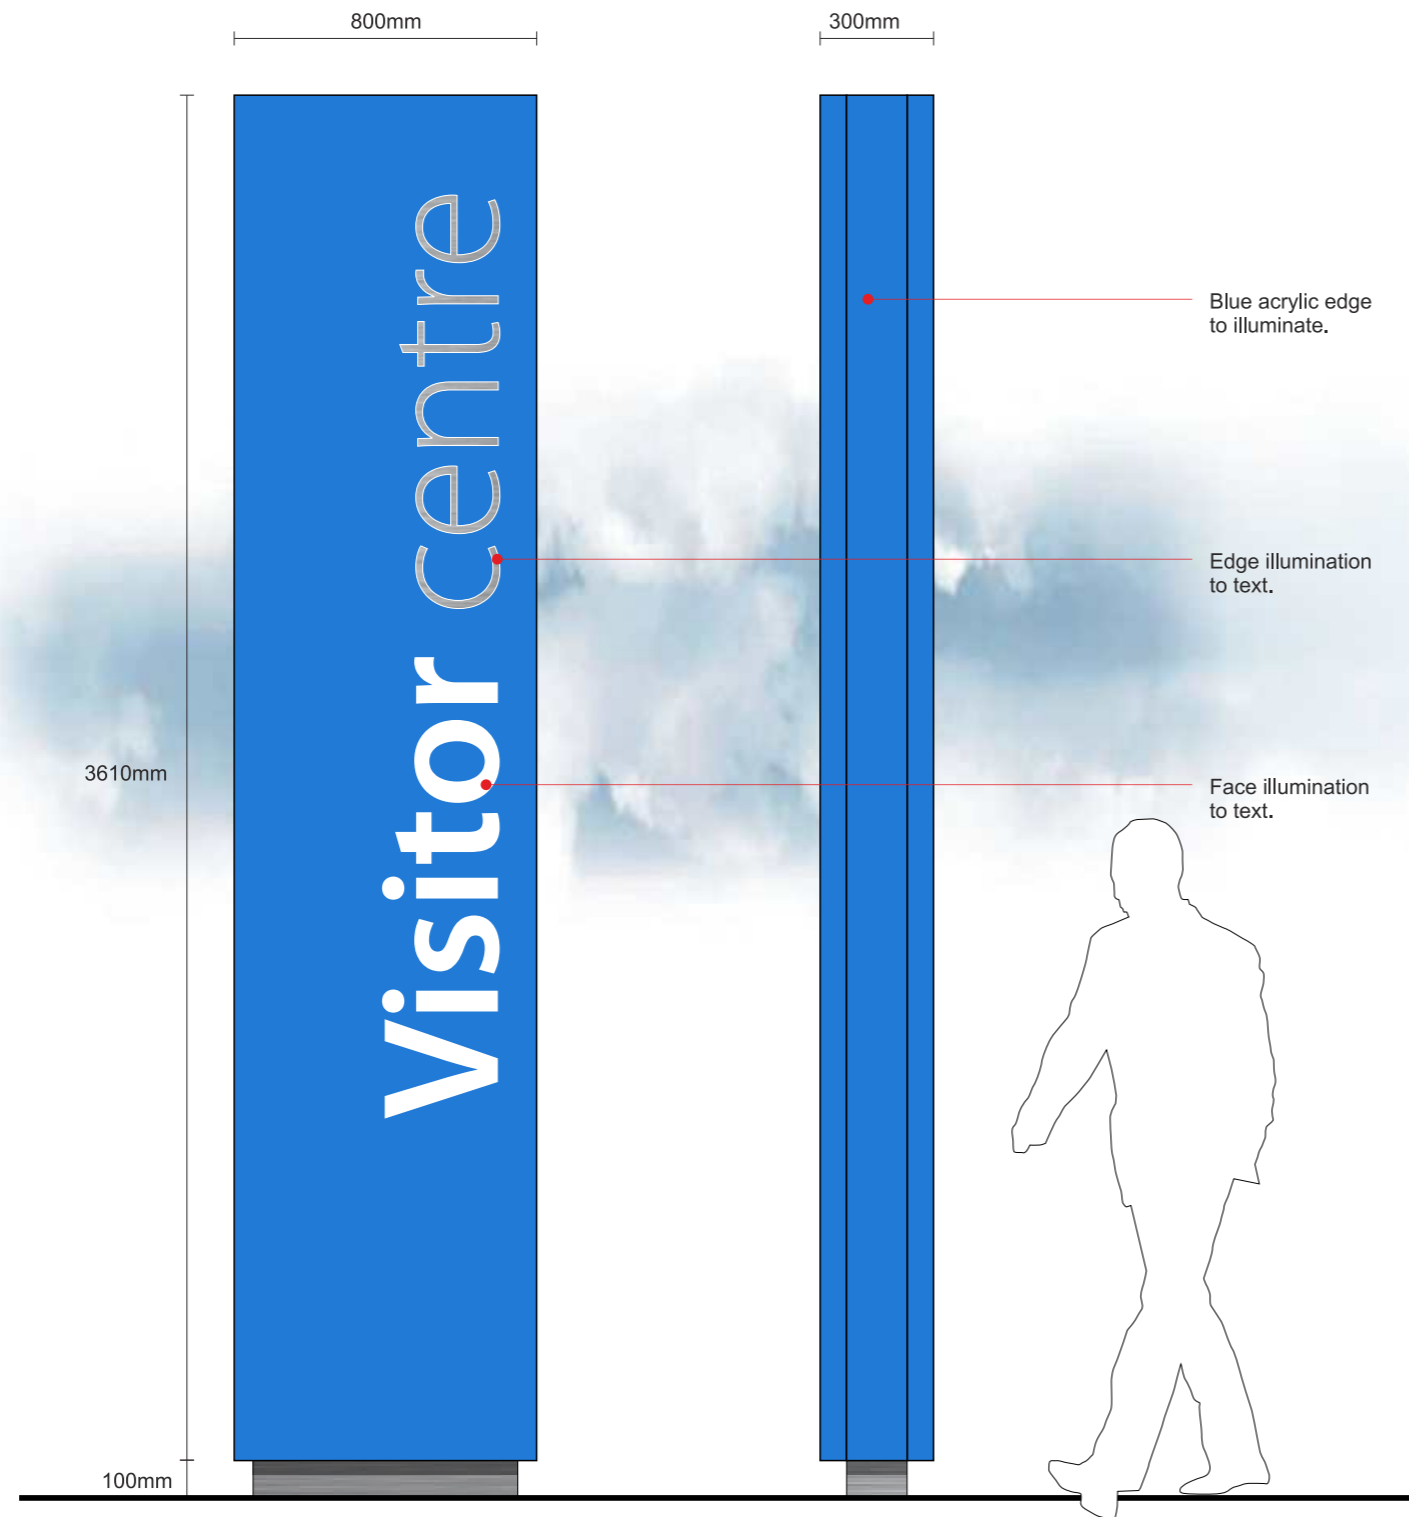 800mm
300mm
Visitor centre
Blue acrylic edge
to illuminate.
Edge illumination
to text.
3610mm
Face illumination
to text.
100mm